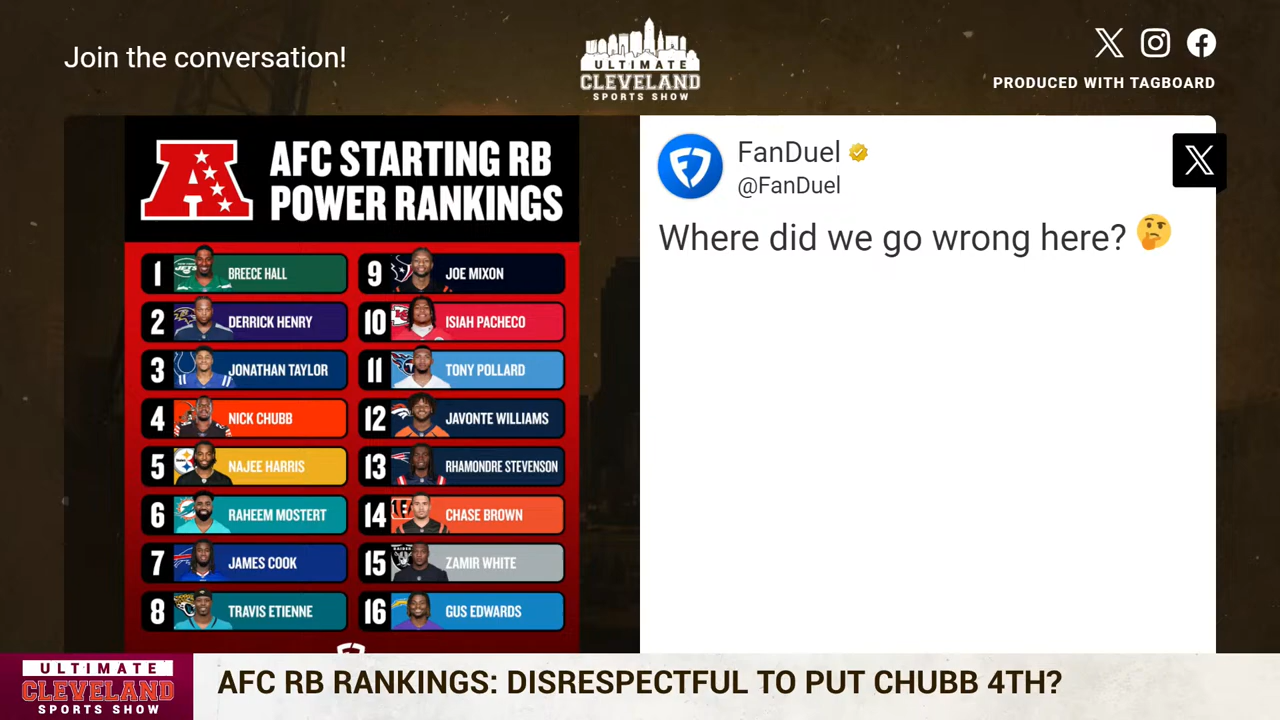 Join the conversation!
ULTIMATE
CLEVELAND
SPORTS SHOW
PRODUCED WITH TAGBOARD
AFC STARTING RB
POWER RANKINGS
1 BREECE HALL
2 DERRICK HENRY
3 JONATHAN TAYLOR
4 NICK CHUBB
5 NAJEE HARRIS
6 RAHEEM MOSTERT
7 JAMES COOK
8 TRAVIS ETIENNE
9 JOE MIXON
10 ISIAH PACHECO
11 TONY POLLARD
12 JAVONTE WILLIAMS
13 RHAMONDRE STEVENSON
14 CHASE BROWN
15 ZAMIR WHITE
16 GUS EDWARDS
FanDuel
@FanDuel
Where did we go wrong here? 🤔
ULTIMATE
CLEVELAND
SPORTS SHOW
AFC RB RANKINGS: DISRESPECTFUL TO PUT CHUBB 4TH?